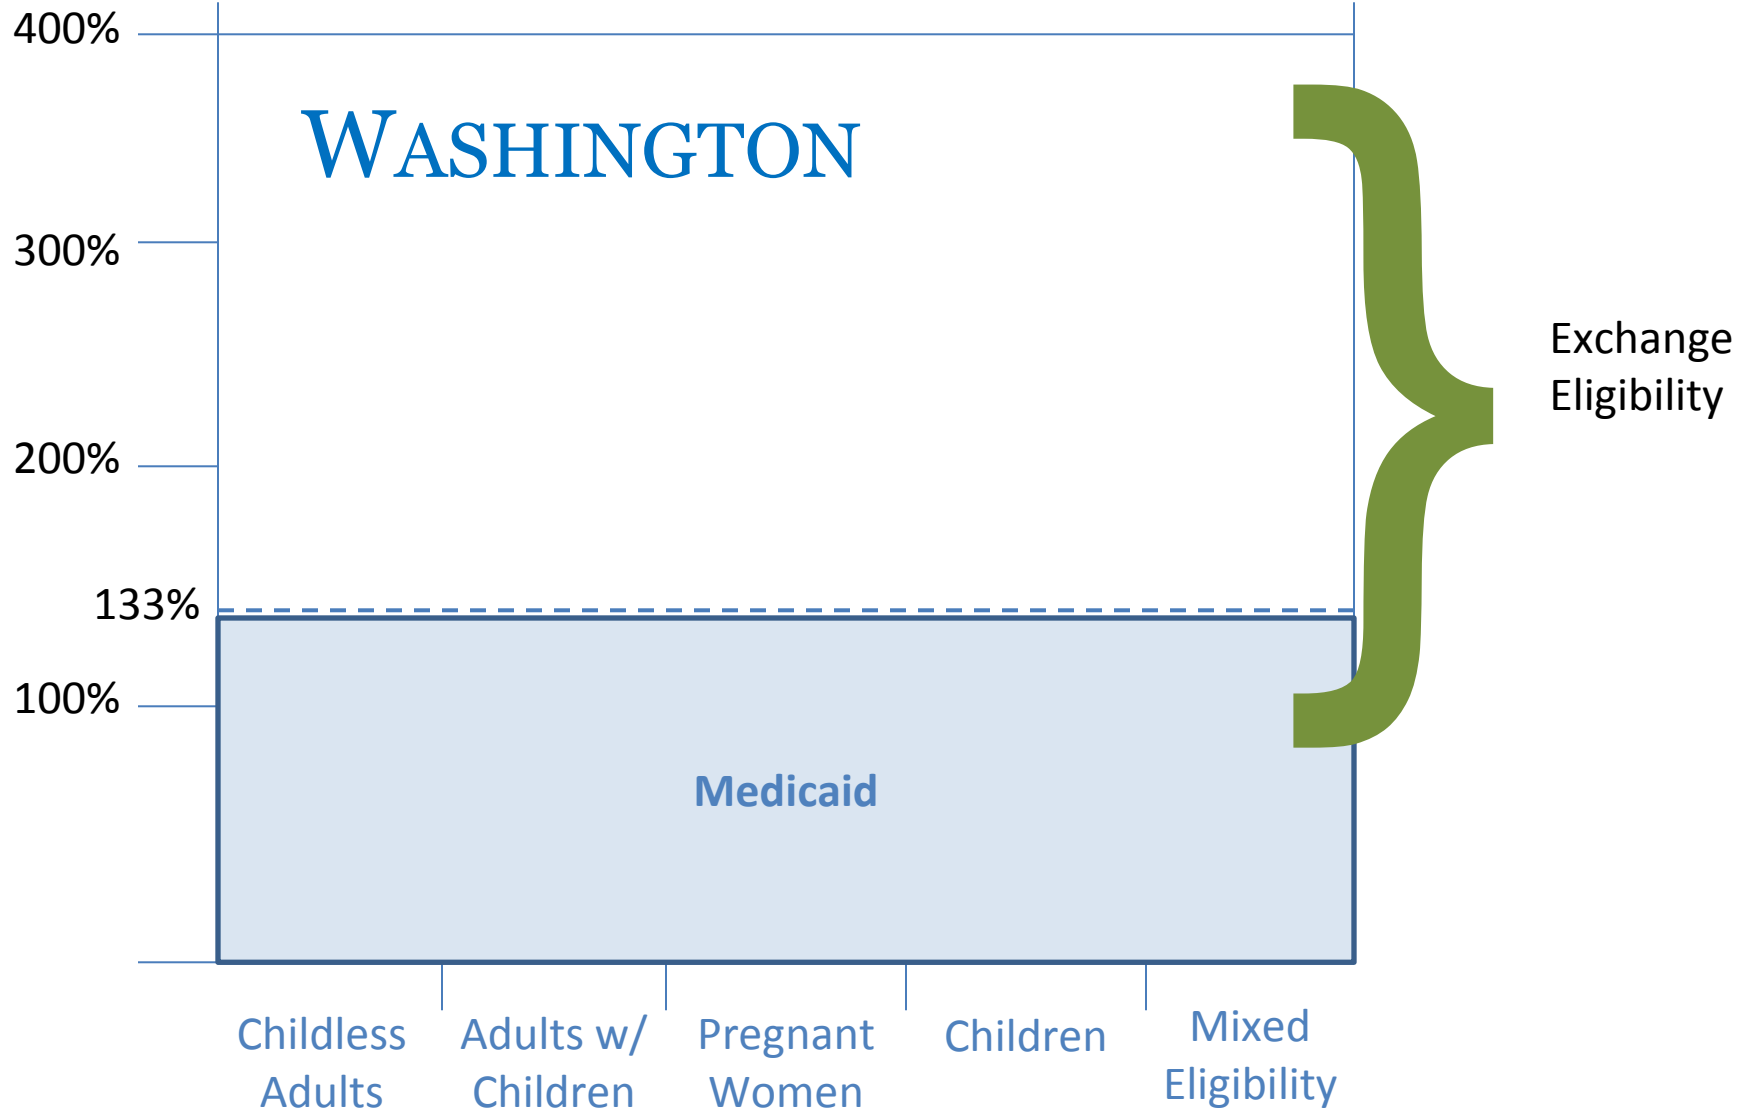 400%
WASHINGTON
300%
Exchange
Eligibility
200%
133%
100%
Medicaid
Childless
Adults
Adults w/
Children
Pregnant
Women
Children
Mixed
Eligibility